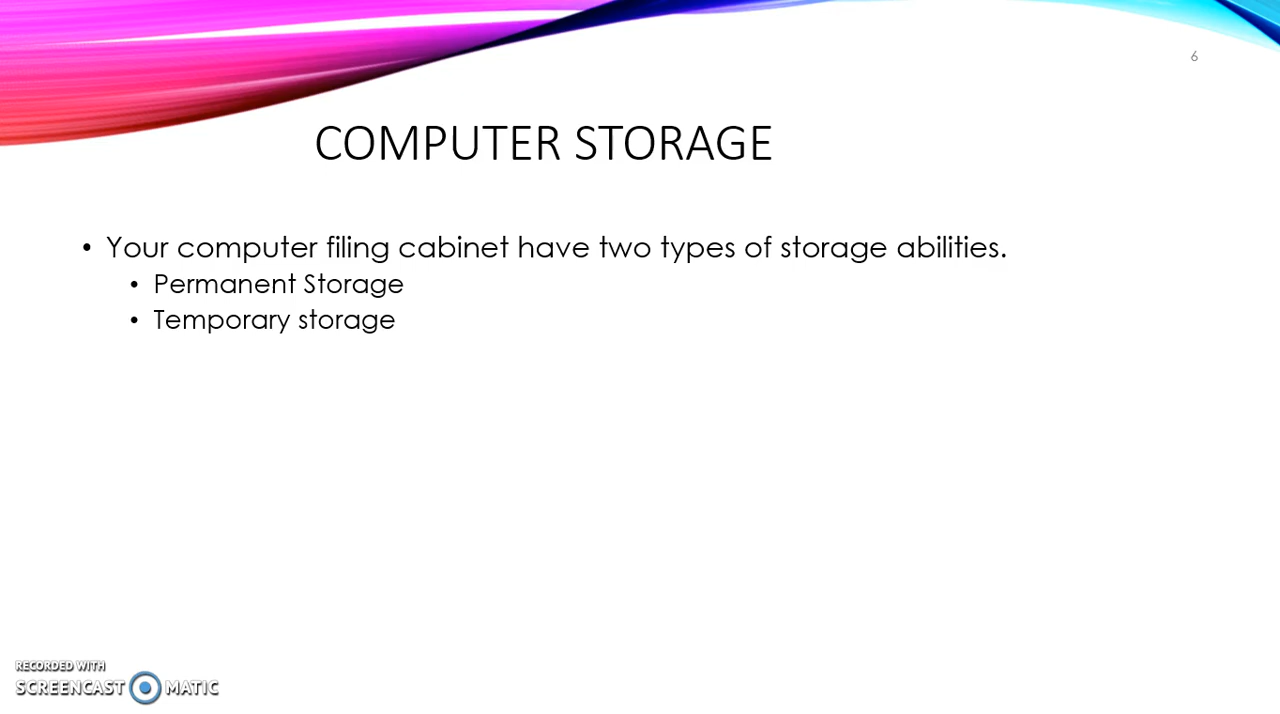 6
COMPUTER STORAGE
• Your computer filing cabinet have two types of storage abilities.
• Permanent Storage
• Temporary storage
RECORDED WITH
SCREENCAST MATIC